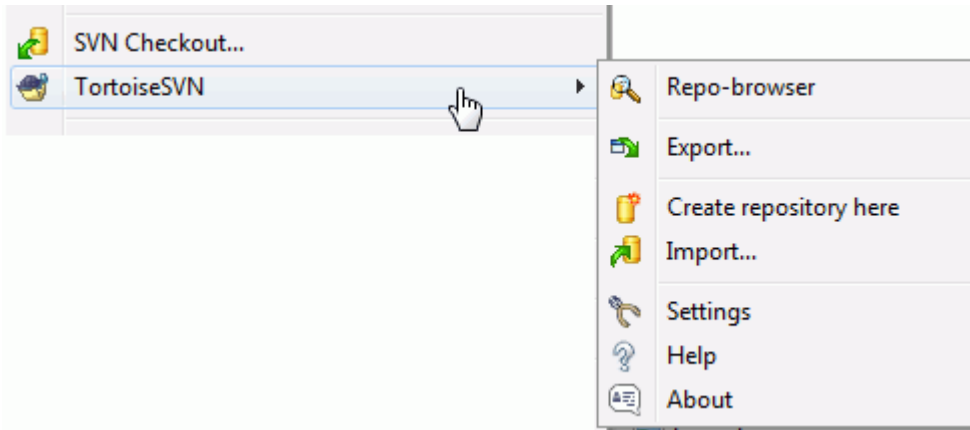 SVN Checkout...
TortoiseSVN
Repo-browser
Export...
Create repository here
Import...
Settings
Help
About